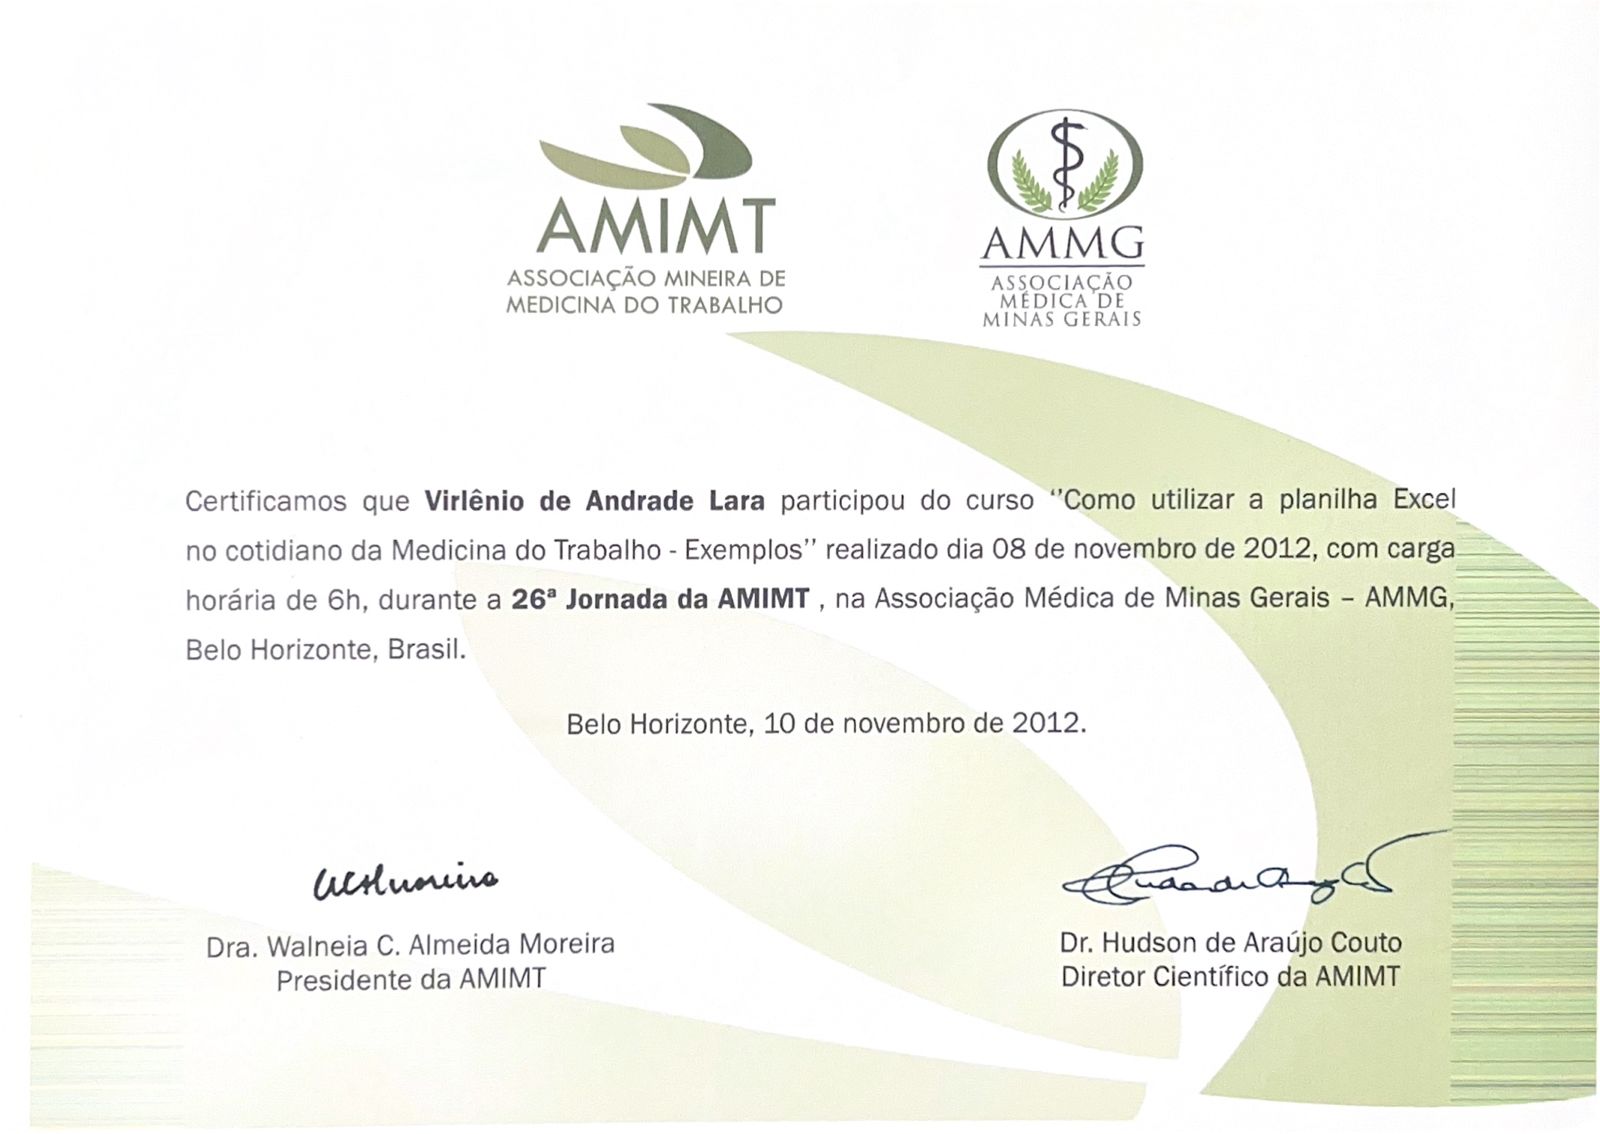 AMIMT
ASSOCIAÇÃO MINEIRA DE
MEDICINA DO TRABALHO
AMMG
ASSOCIAÇÃO
MÉDICA DE
MINAS GERAIS
Certificamos que Virlênio de Andrade Lara participou do curso ‘‘Como utilizar a planilha Excel
no cotidiano da Medicina do Trabalho - Exemplos’’ realizado dia 08 de novembro de 2012, com carga
horária de 6h, durante a 26ª Jornada da AMIMT , na Associação Médica de Minas Gerais – AMMG,
Belo Horizonte, Brasil.
Belo Horizonte, 10 de novembro de 2012.
Dra. Walneia C. Almeida Moreira
Presidente da AMIMT
Dr. Hudson de Araújo Couto
Diretor Científico da AMIMT